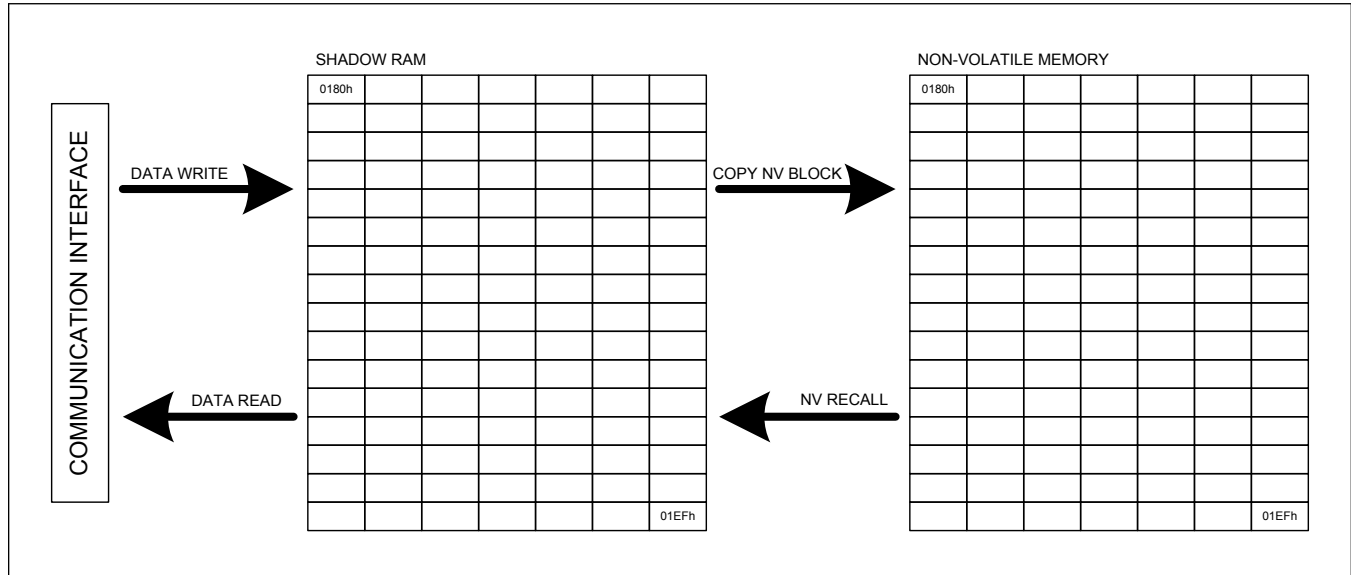 SHADOW RAM
NON-VOLATILE MEMORY
0180h
0180h
COMMUNICATION INTERFACE
DATA WRITE
COPY NV BLOCK
DATA READ
NV RECALL
01EFh
01EFh